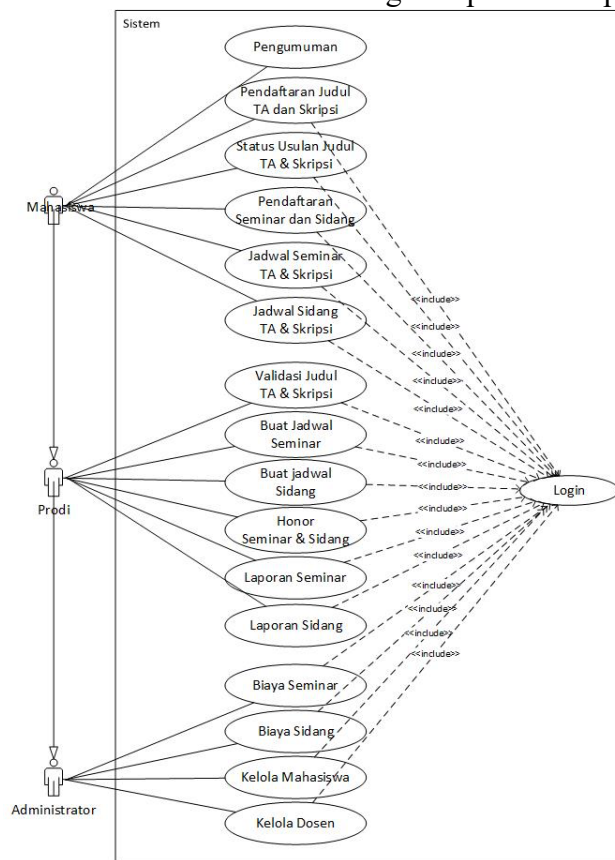 Sistem
Pengumuman
Pendaftaran Judul
TA dan Skripsi
Status Usulan Judul
TA & Skripsi
Mahasiswa
Pendaftaran
Seminar dan Sidang
Jadwal Seminar
TA & Skripsi
Jadwal Sidang
TA & Skripsi
<<include>>
<<include>>
<<include>>
<<include>>
<<include>>
Validasi Judul
TA & Skripsi
Buat Jadwal
Seminar
Buat jadwal
Sidang
Prodi
Honor
Seminar & Sidang
Laporan Seminar
Laporan Sidang
<<include>>
<<include>>
<<include>>
<<include>>
<<include>>
<<include>>
Login
Biaya Seminar
Biaya Sidang
Kelola Mahasiswa
Kelola Dosen
<<include>>
<<include>>
<<include>>
<<include>>
Administrator